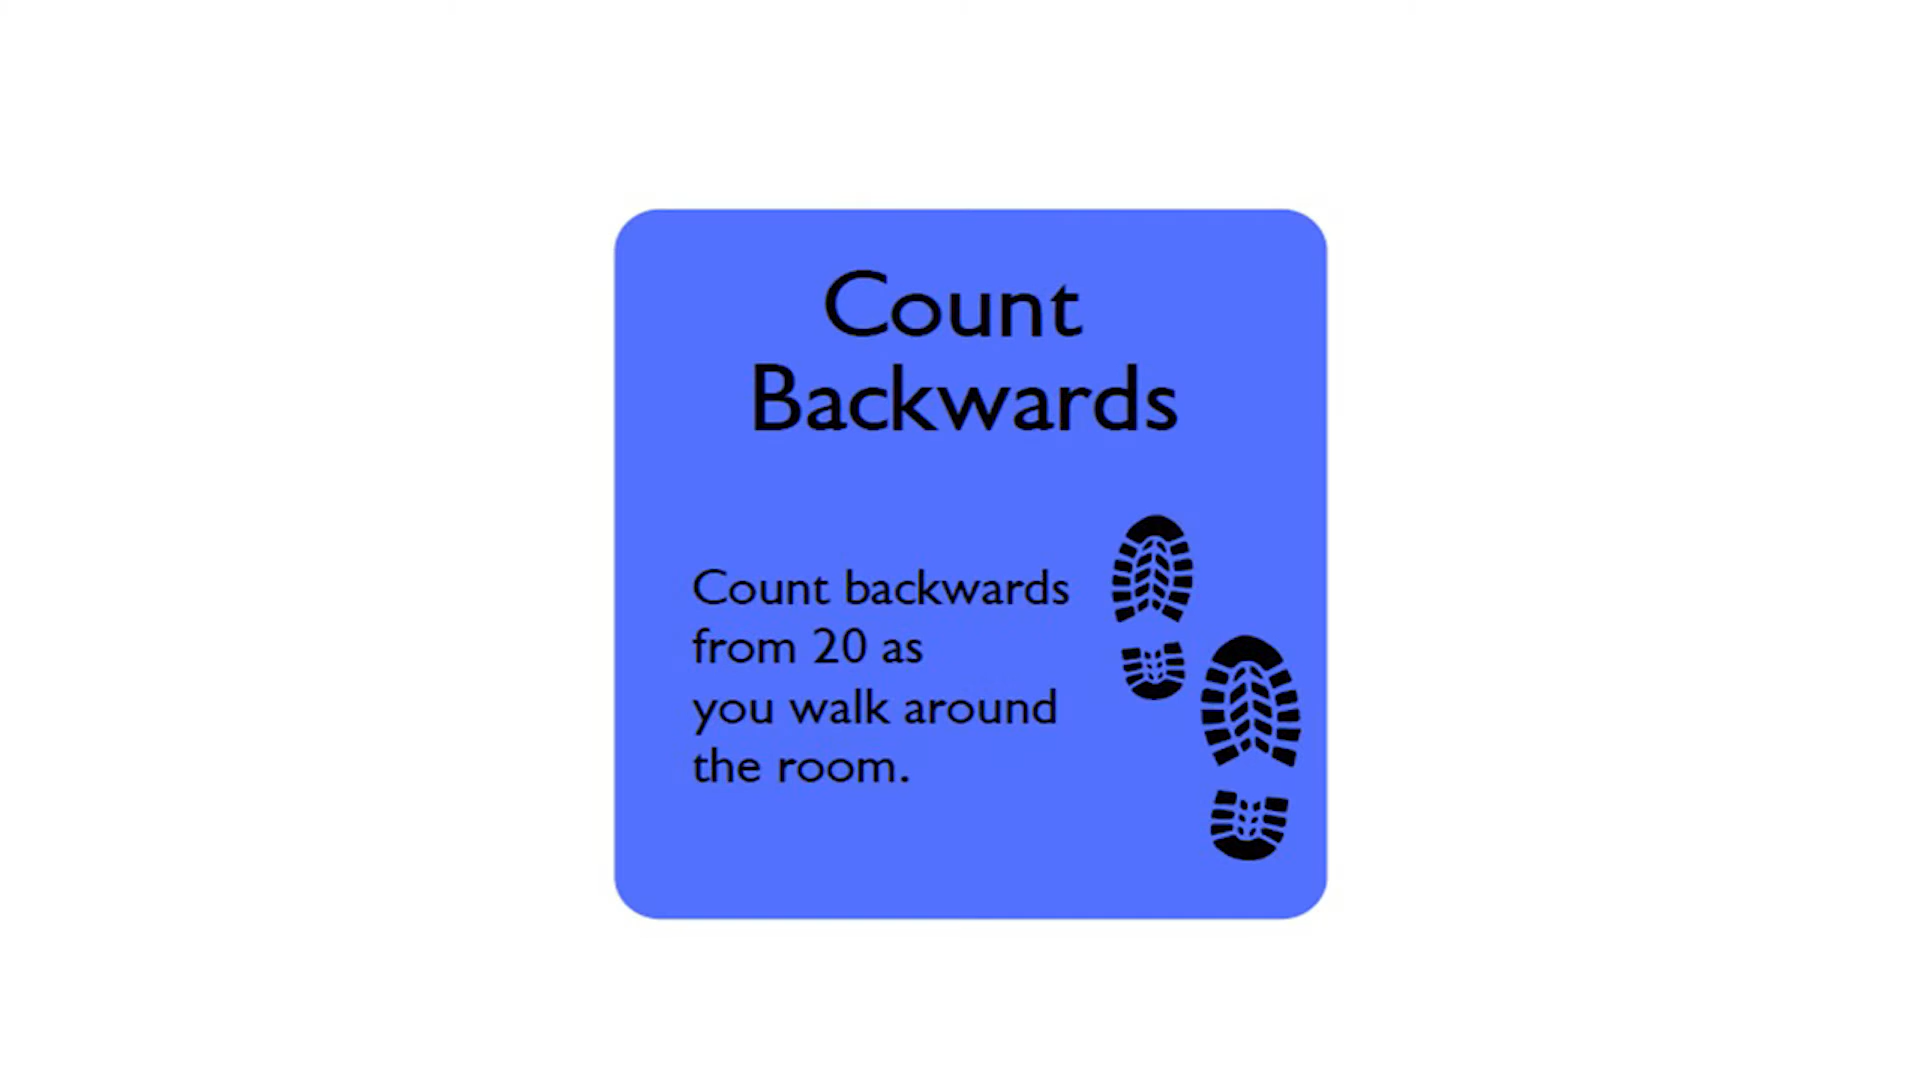 Count
Backwards
Count backwards
from 20 as
you walk around
the room.